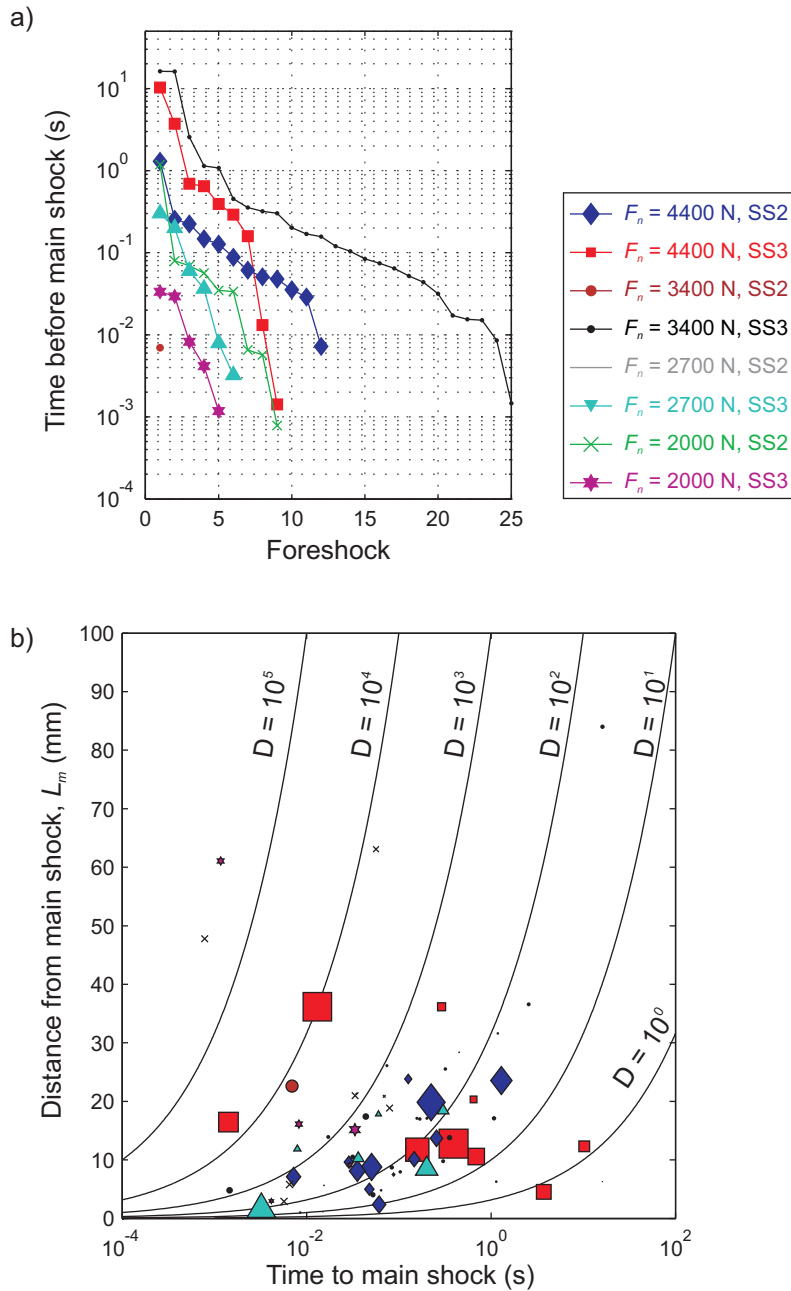 a)
Time before main shock (s)
10^1
10^0
10^-1
10^-2
10^-3
10^-4
0 5 10 15 20 25
Foreshock
F_n = 4400 N, SS2
F_n = 4400 N, SS3
F_n = 3400 N, SS2
F_n = 3400 N, SS3
F_n = 2700 N, SS2
F_n = 2700 N, SS3
F_n = 2000 N, SS2
F_n = 2000 N, SS3
b)
Distance from main shock, L_m (mm)
100
90
80
70
60
50
40
30
20
10
0
D = 10^5
D = 10^4
D = 10^3
D = 10^2
D = 10^1
D = 10^0
10^-4 10^-2 10^0 10^2
Time to main shock (s)